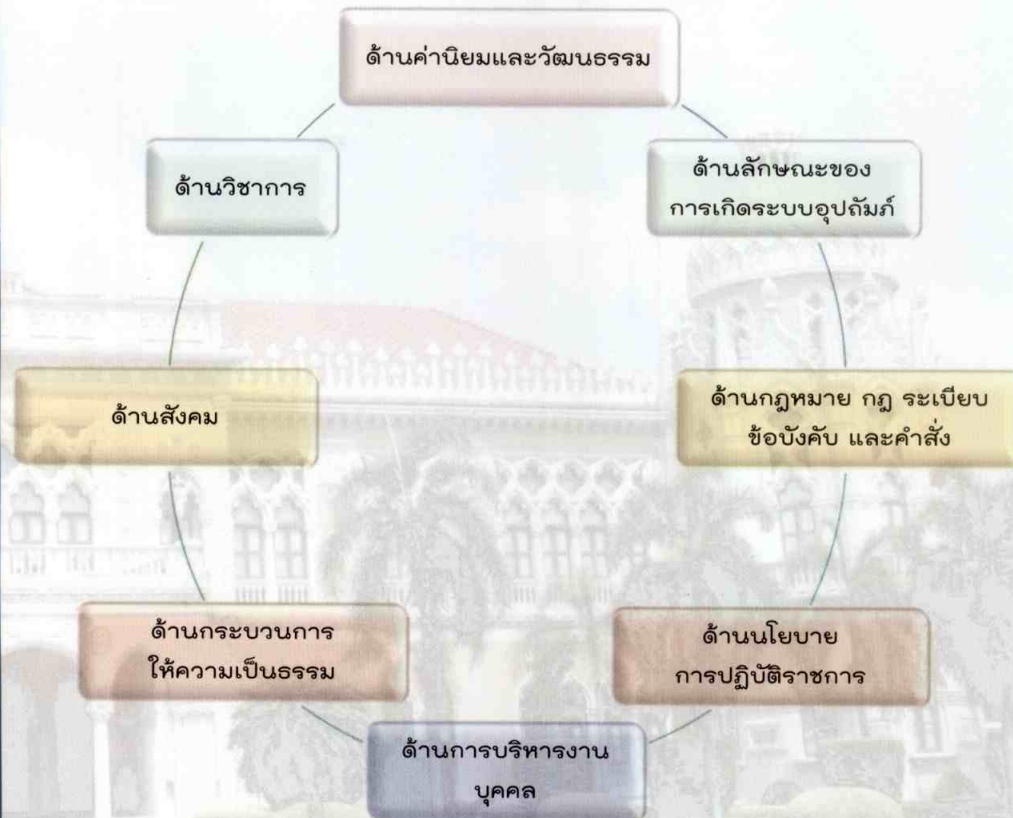 ด้านค่านิยมและวัฒนธรรม
ด้านวิชาการ
ด้านลักษณะของ
การเกิดระบบอุปถัมภ์
ด้านสังคม
ด้านกฎหมาย กฎ ระเบียบ
ข้อบังคับ และคำสั่ง
ด้านกระบวนการ
ให้ความเป็นธรรม
ด้านนโยบาย
การปฏิบัติราชการ
ด้านการบริหารงาน
บุคคล